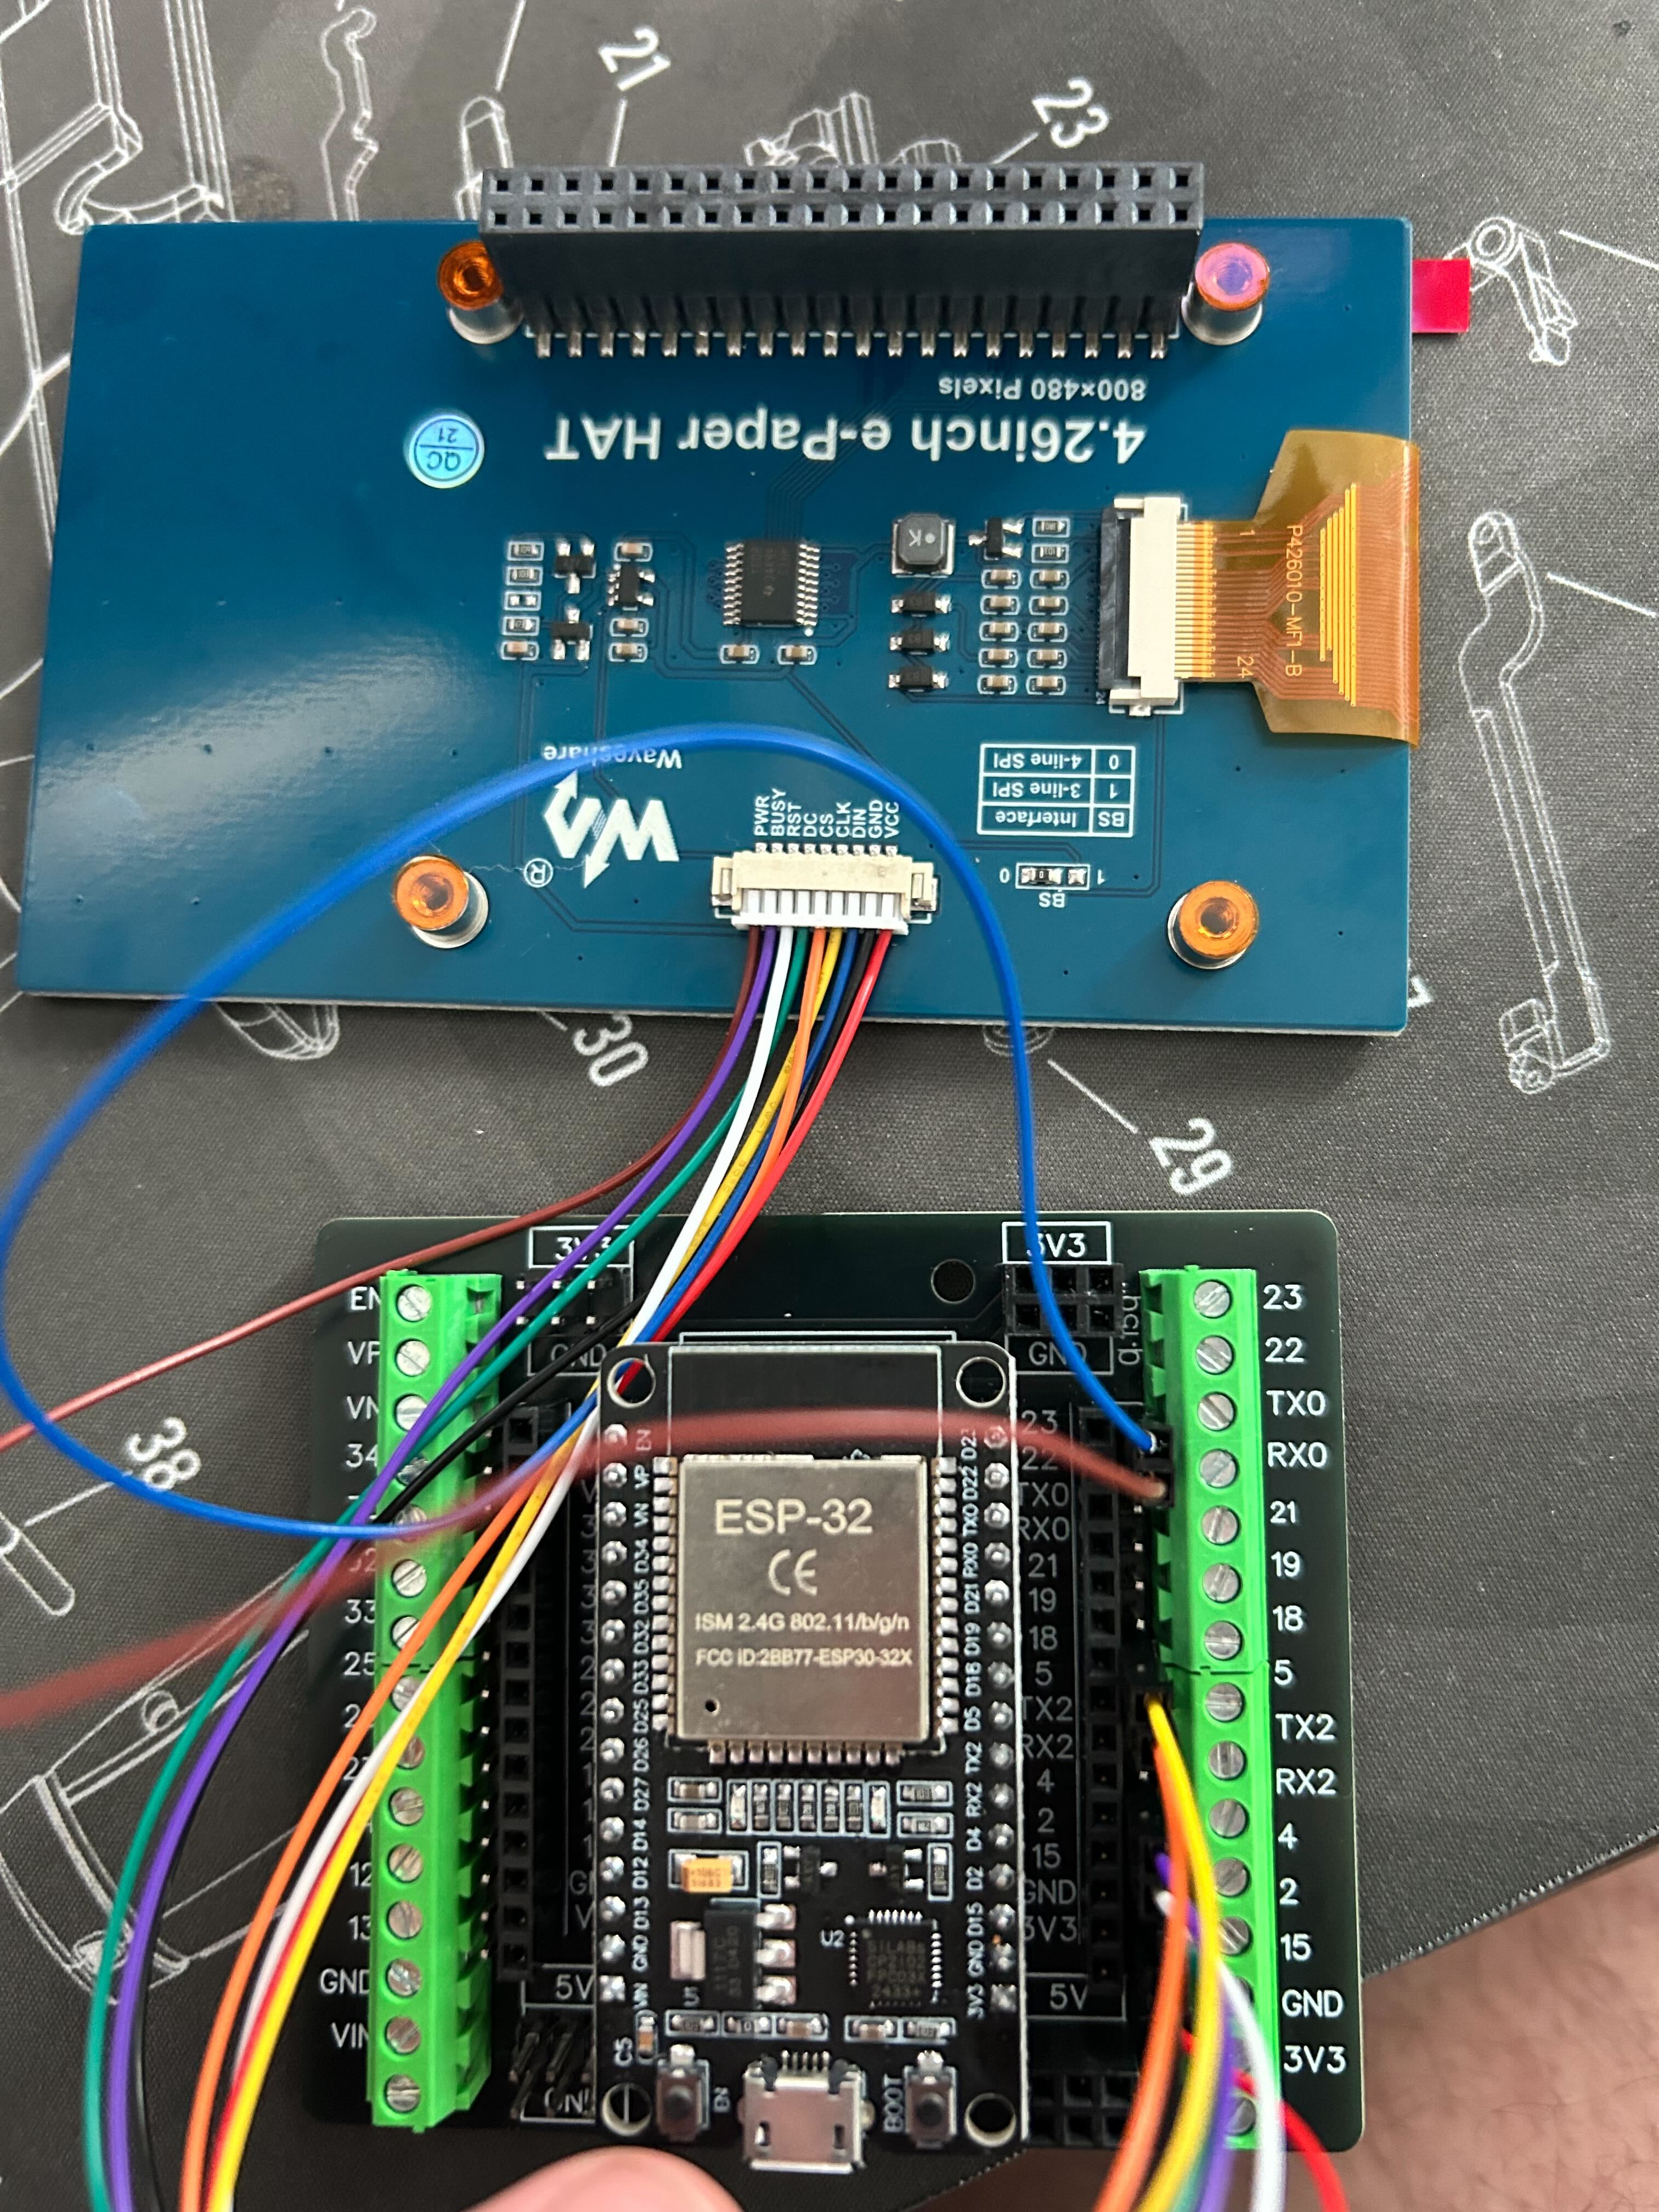 21
23
800×480 Pixels
4.26inch e-Paper HAT
QC
21
P426010-MF1-B
1
24
Waveshare
®
BS Interface
1 3-line SPI
0 4-line SPI
PWR
BUSY
RST
DC
CS
CLK
DIN
GND
VCC
0
1
BS
30
29
38
3V3
GND
3V3
GND
EN
34
33
25
12
13
GND
VIN
5V
23
22
TX0
RX0
21
19
18
5
TX2
RX2
4
2
15
GND
3V3
5V
23
22
TX0
RX0
21
19
18
5
TX2
RX2
4
2
15
GND
3V3
EN
VP
VN
D34
D35
D32
D33
D25
D26
D27
D14
D12
D13
GND
VIN
D22
TX0
RX0
D21
D19
D18
D5
TX2
RX2
D4
D2
D15
GND
3V3
ESP-32
CE
ISM 2.4G 802.11/b/g/n
FCC ID:2BB77-ESP30-32X
U2
C5
EN
BOOT